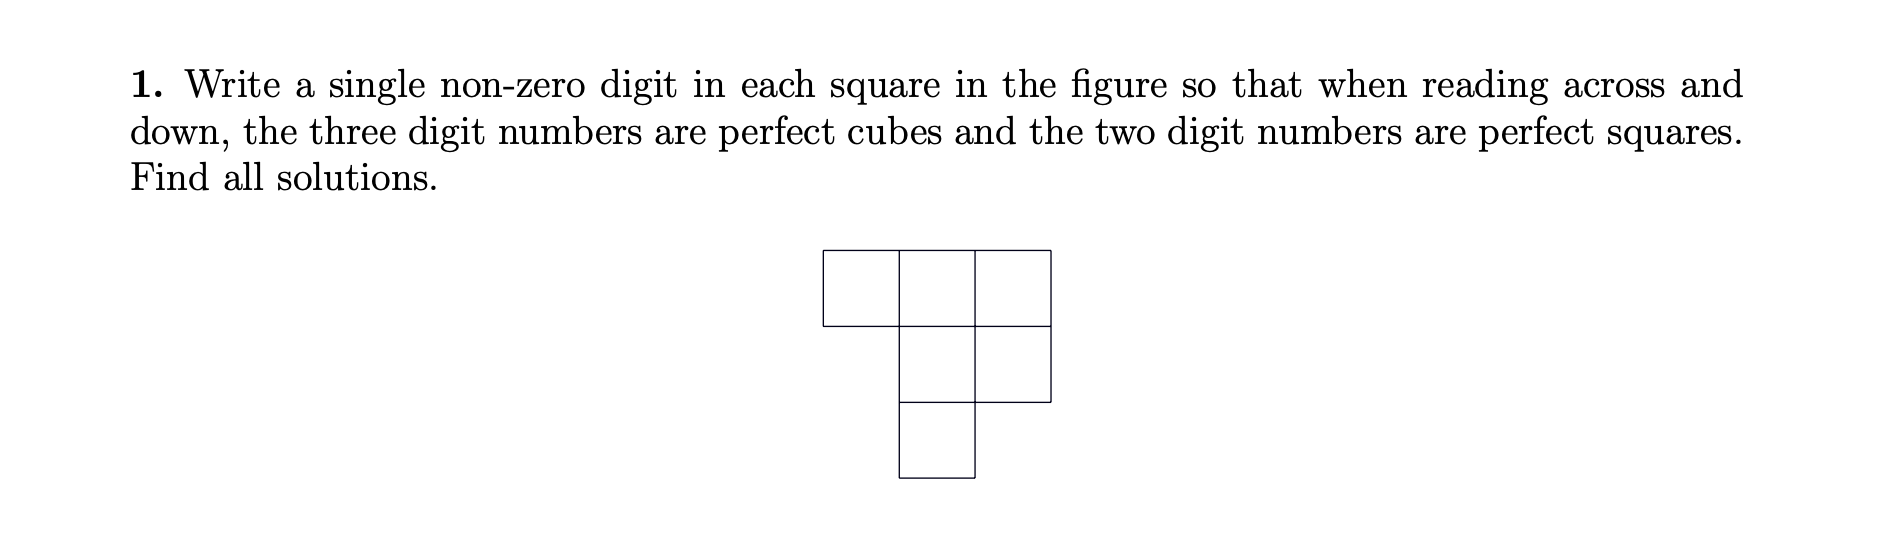 1. Write a single non-zero digit in each square in the figure so that when reading across and
down, the three digit numbers are perfect cubes and the two digit numbers are perfect squares.
Find all solutions.